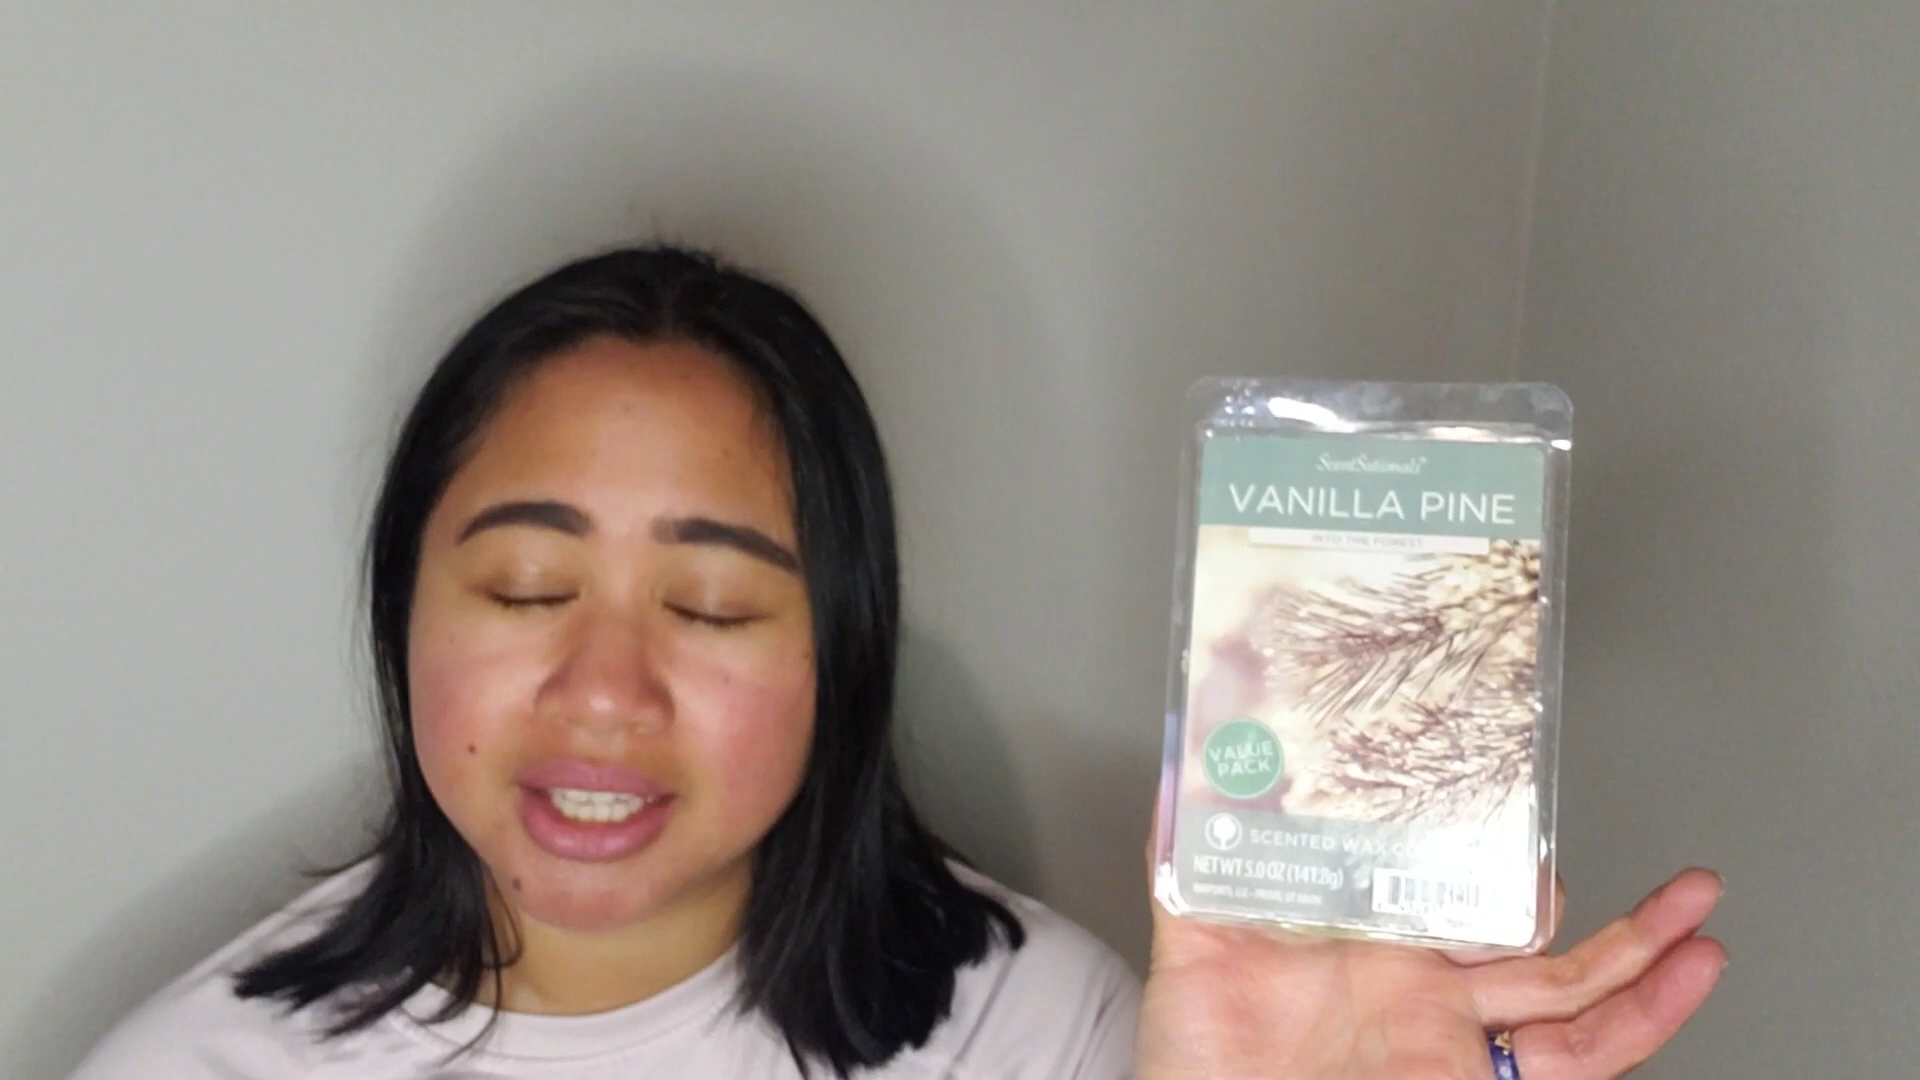 ScentSationals
VANILLA PINE
INTO THE FOREST
VALUE
PACK
SCENTED WAX
NET WT 5.0 OZ (141.8g)